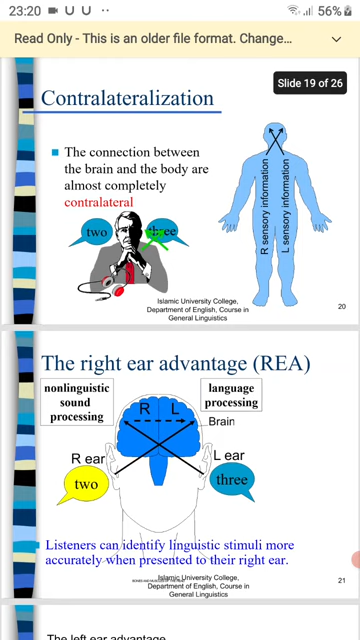 23:20
56%
Read Only - This is an older file format. Change...
Slide 19 of 26
Contralateralization
The connection between
the brain and the body are
almost completely
contralateral
two
three
R sensory information
L sensory information
Islamic University College,
Department of English, Course in
General Linguistics
20
The right ear advantage (REA)
nonlinguistic
sound
processing
language
processing
R L
Brain
R ear
L ear
two
three
Listeners can identify linguistic stimuli more
accurately when presented to their right ear.
Islamic University College,
Department of English, Course in
General Linguistics
21
The left ear advantage